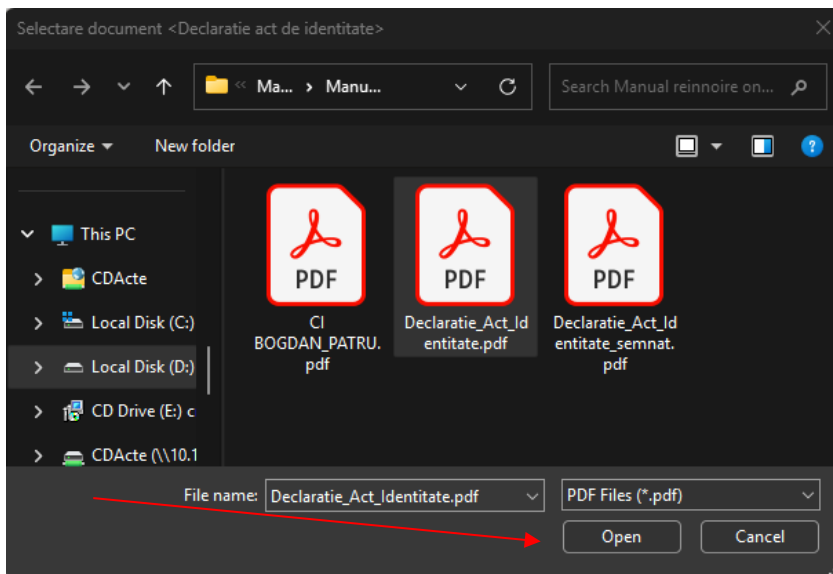 Selectare document <Declaratie act de identitate>
Ma... > Manu...
Search Manual reinnoire on...
Organize
New folder
This PC
CDActe
Local Disk (C:)
Local Disk (D:)
CD Drive (E:) c
CDActe (\\10.1
PDF
CI
BOGDAN_PATRU.
pdf
PDF
Declaratie_Act_Id
entitate.pdf
PDF
Declaratie_Act_Id
entitate_semnat.
pdf
File name: Declaratie_Act_Identitate.pdf
PDF Files (*.pdf)
Open
Cancel